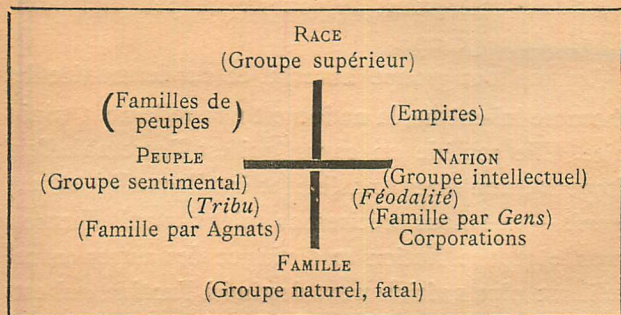 RACE
(Groupe supérieur)
(Familles de
peuples)
(Empires)
PEUPLE
(Groupe sentimental)
(Tribu)
(Famille par Agnats)
NATION
(Groupe intellectuel)
(Féodalité)
(Famille par Gens)
Corporations
FAMILLE
(Groupe naturel, fatal)